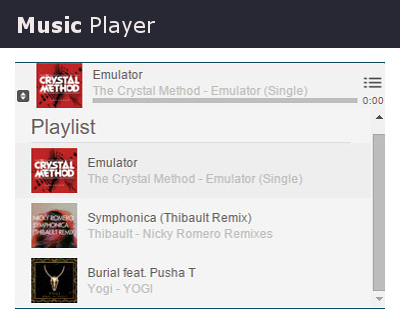 Music Player
CRYSTAL
METHOD
Emulator
The Crystal Method - Emulator (Single)
0:00
Playlist
CRYSTAL
METHOD
Emulator
The Crystal Method - Emulator (Single)
NICKY ROMERO
SYMPHONICA
(THIBAULT REMIX)
Symphonica (Thibault Remix)
Thibault - Nicky Romero Remixes
Burial feat. Pusha T
Yogi - YOGI